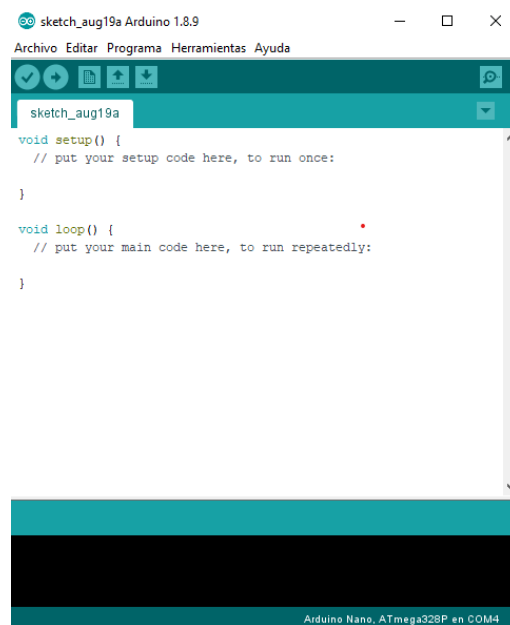 sketch_aug19a Arduino 1.8.9
Archivo Editar Programa Herramientas Ayuda
sketch_aug19a
void setup() {
  // put your setup code here, to run once:
}
void loop() {
  // put your main code here, to run repeatedly:
}
Arduino Nano, ATmega328P en COM4